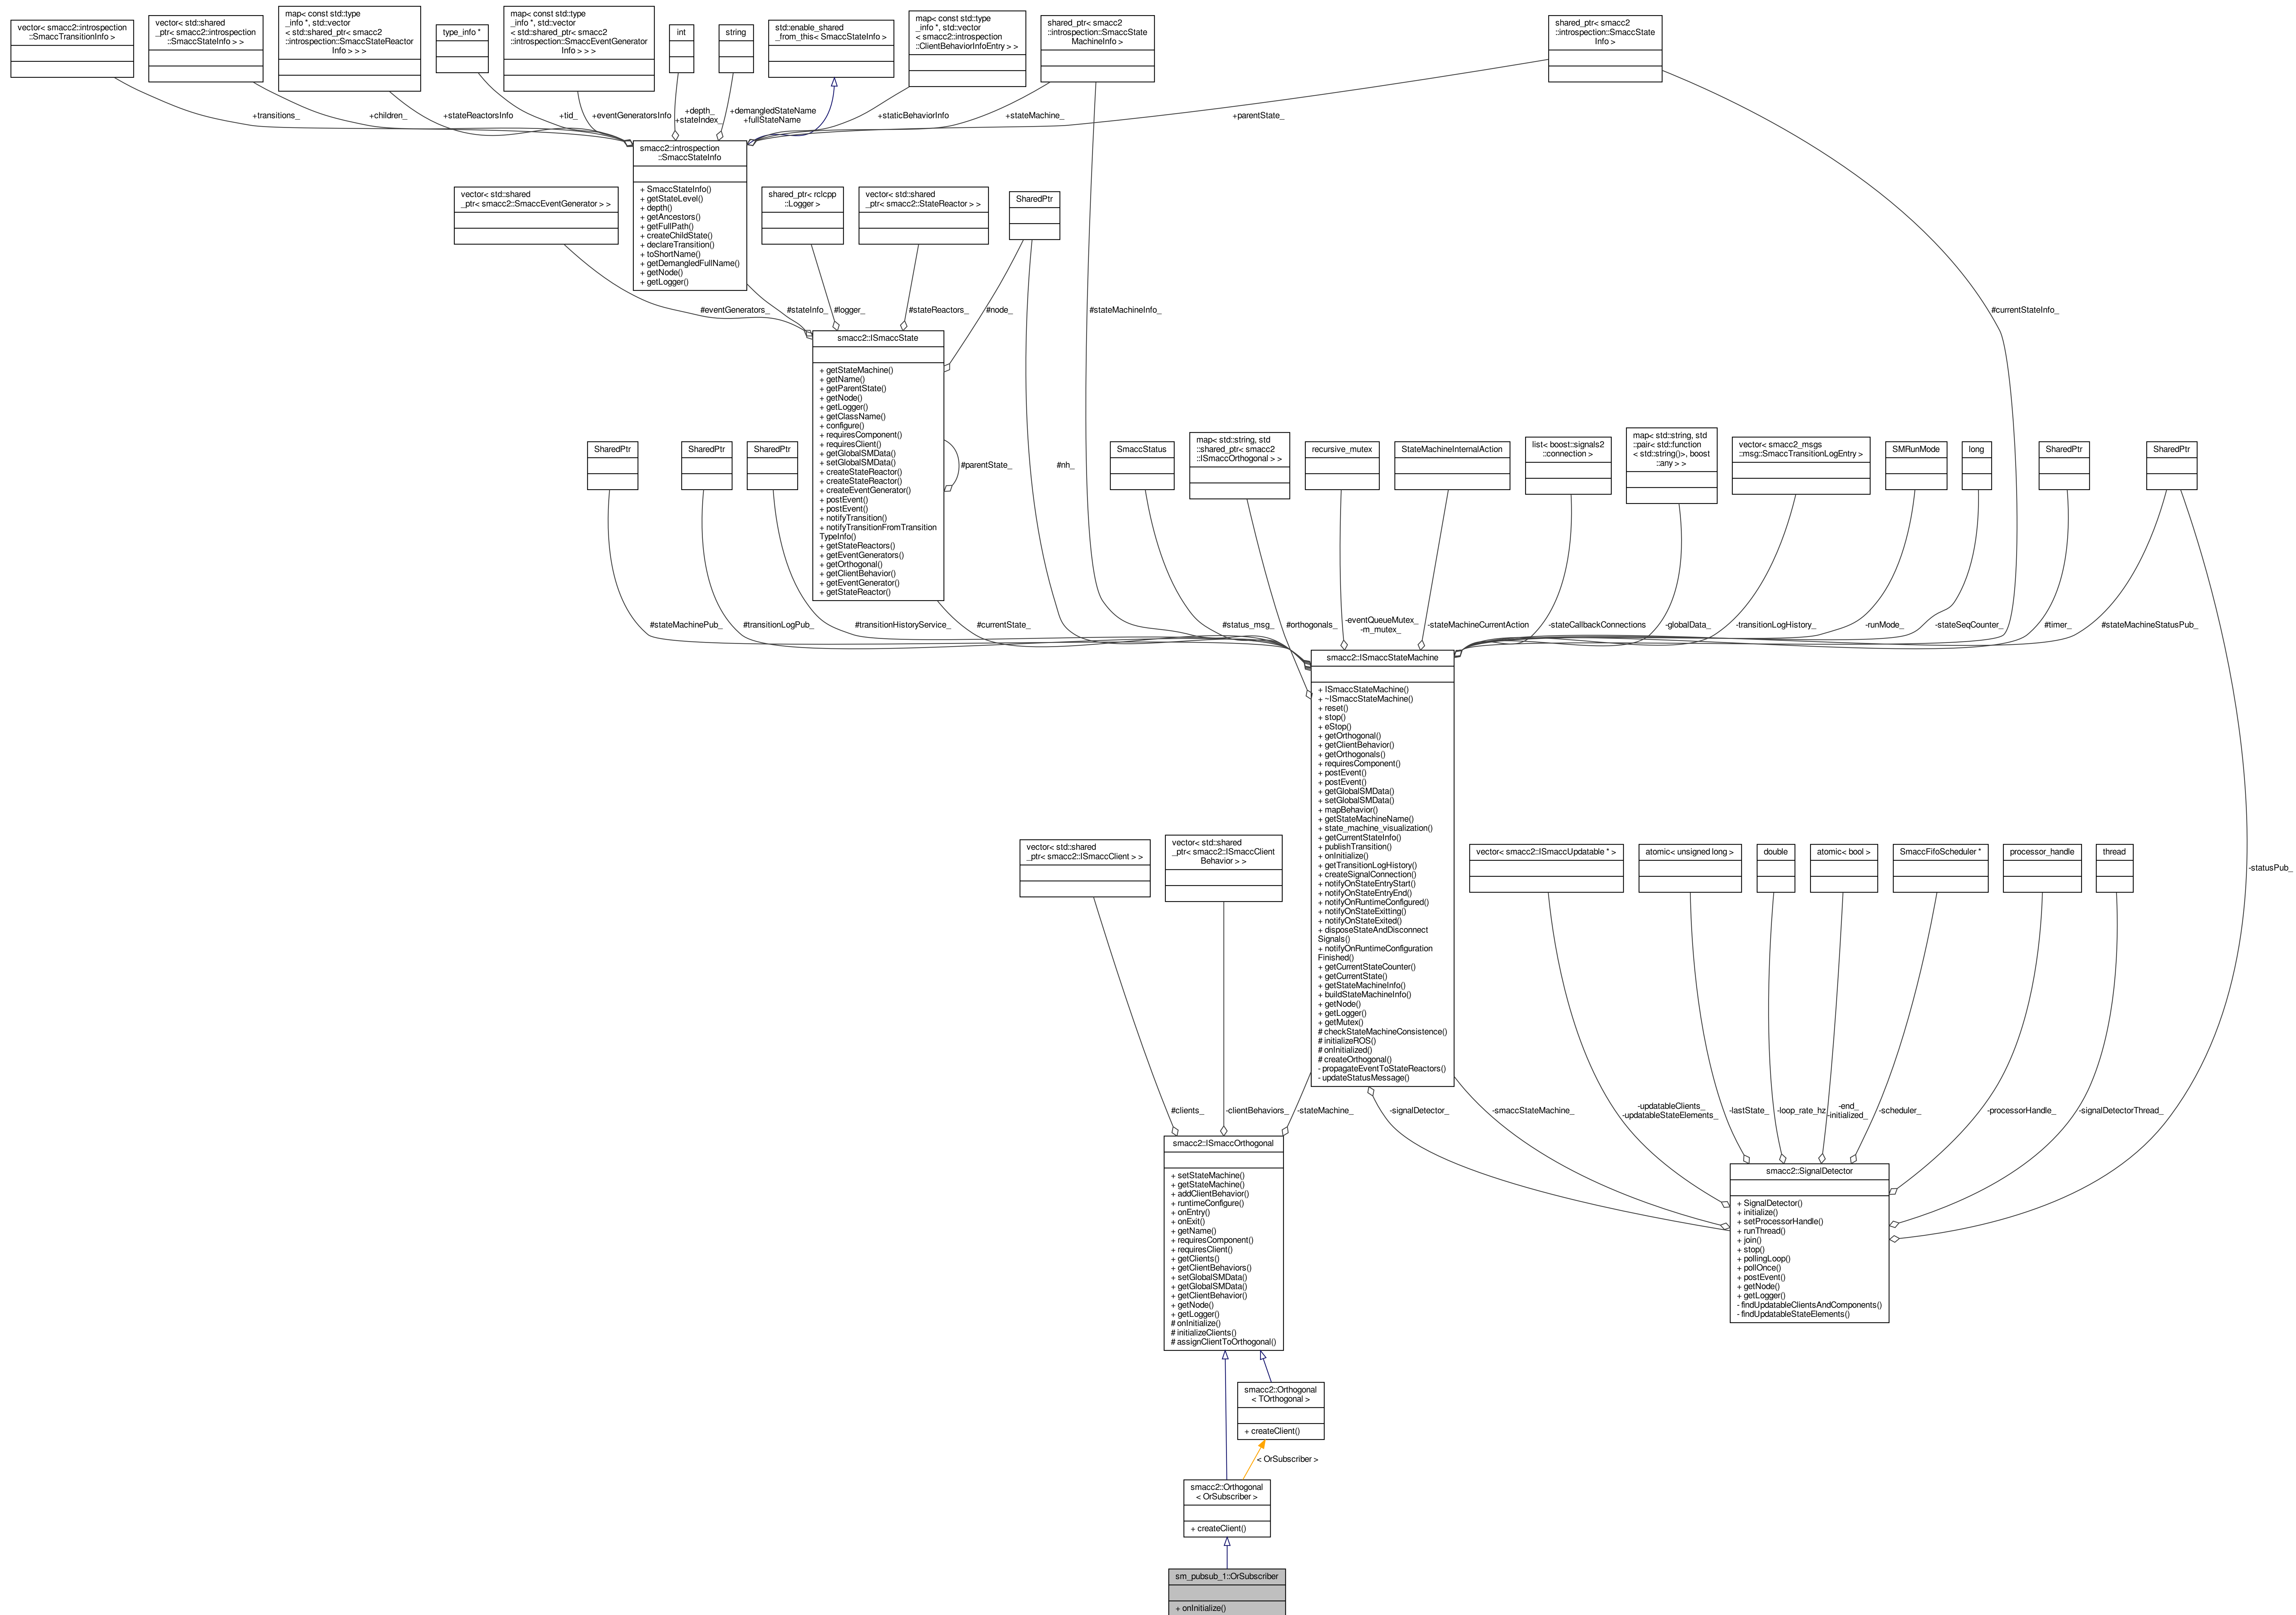 vector< smacc2::introspection
::SmaccTransitionInfo >
vector< std::shared
_ptr< smacc2::introspection
::SmaccStateInfo > >
map< const std::type
_info *, std::vector
< std::shared_ptr< smacc2
::introspection::SmaccStateReactor
Info > > >
type_info *
map< const std::type
_info *, std::vector
< std::shared_ptr< smacc2
::introspection::SmaccEventGenerator
Info > > >
int
string
std::enable_shared
_from_this< SmaccStateInfo >
map< const std::type
_info *, std::vector
< smacc2::introspection
::ClientBehaviorInfoEntry > >
shared_ptr< smacc2
::introspection::SmaccState
MachineInfo >
shared_ptr< smacc2
::introspection::SmaccState
Info >
+transitions_
+children_
+stateReactorsInfo
+tid_
+eventGeneratorsInfo
+depth_
+stateIndex_
+demangledStateName
+fullStateName
+staticBehaviorInfo
+stateMachine_
+parentState_
smacc2::introspection
::SmaccStateInfo
+ SmaccStateInfo()
+ getStateLevel()
+ depth()
+ getAncestors()
+ getFullPath()
+ createChildState()
+ declareTransition()
+ toShortName()
+ getDemangledFullName()
+ getNode()
+ getLogger()
vector< std::shared
_ptr< smacc2::SmaccEventGenerator > >
shared_ptr< rclcpp
::Logger >
vector< std::shared
_ptr< smacc2::StateReactor > >
SharedPtr
#eventGenerators_
#stateInfo_
#logger_
#stateReactors_
#node_
#stateMachineInfo_
#currentStateInfo_
smacc2::ISmaccState
+ getStateMachine()
+ getName()
+ getParentState()
+ getNode()
+ getLogger()
+ getClassName()
+ configure()
+ requiresComponent()
+ requiresClient()
+ getGlobalSMData()
+ setGlobalSMData()
+ createStateReactor()
+ createStateReactor()
+ createEventGenerator()
+ postEvent()
+ postEvent()
+ notifyTransition()
+ notifyTransitionFromTransition
TypeInfo()
+ getStateReactors()
+ getEventGenerators()
+ getOrthogonal()
+ getClientBehavior()
+ getEventGenerator()
+ getStateReactor()
#parentState_
#nh_
SharedPtr
SharedPtr
SharedPtr
SmaccStatus
map< std::string, std
::shared_ptr< smacc2
::ISmaccOrthogonal > >
recursive_mutex
StateMachineInternalAction
list< boost::signals2
::connection >
map< std::string, std
::pair< std::function
< std::string()>, boost
::any > >
vector< smacc2_msgs
::msg::SmaccTransitionLogEntry >
SMRunMode
long
SharedPtr
SharedPtr
#stateMachinePub_
#transitionLogPub_
#transitionHistoryService_
#currentState_
#status_msg_
#orthogonals_
-eventQueueMutex_
-m_mutex_
-stateMachineCurrentAction
-stateCallbackConnections
-globalData_
-transitionLogHistory_
-runMode_
-stateSeqCounter_
#timer_
#stateMachineStatusPub_
smacc2::ISmaccStateMachine
+ ISmaccStateMachine()
+ ~ISmaccStateMachine()
+ reset()
+ stop()
+ eStop()
+ getOrthogonal()
+ getClientBehavior()
+ getOrthogonals()
+ requiresComponent()
+ postEvent()
+ postEvent()
+ getGlobalSMData()
+ setGlobalSMData()
+ mapBehavior()
+ getStateMachineName()
+ state_machine_visualization()
+ getCurrentStateInfo()
+ publishTransition()
+ onInitialize()
+ getTransitionLogHistory()
+ createSignalConnection()
+ notifyOnStateEntryStart()
+ notifyOnStateEntryEnd()
+ notifyOnRuntimeConfigured()
+ notifyOnStateExitting()
+ notifyOnStateExited()
+ disposeStateAndDisconnect
Signals()
+ notifyOnRuntimeConfiguration
Finished()
+ getCurrentStateCounter()
+ getCurrentState()
+ getStateMachineInfo()
+ buildStateMachineInfo()
+ getNode()
+ getLogger()
+ getMutex()
# checkStateMachineConsistence()
# initializeROS()
# onInitialized()
# createOrthogonal()
- propagateEventToStateReactors()
- updateStatusMessage()
vector< std::shared
_ptr< smacc2::ISmaccClient > >
vector< std::shared
_ptr< smacc2::ISmaccClient
Behavior > >
vector< smacc2::ISmaccUpdatable * >
atomic< unsigned long >
double
atomic< bool >
SmaccFifoScheduler *
processor_handle
thread
-statusPub_
#clients_
-clientBehaviors_
-stateMachine_
-signalDetector_
-smaccStateMachine_
-updatableClients_
-updatableStateElements_
-lastState_
-loop_rate_hz
-end_
-initialized_
-scheduler_
-processorHandle_
-signalDetectorThread_
smacc2::ISmaccOrthogonal
+ setStateMachine()
+ getStateMachine()
+ addClientBehavior()
+ runtimeConfigure()
+ onEntry()
+ onExit()
+ getName()
+ requiresComponent()
+ requiresClient()
+ getClients()
+ getClientBehaviors()
+ setGlobalSMData()
+ getGlobalSMData()
+ getClientBehavior()
+ getNode()
+ getLogger()
# onInitialize()
# initializeClients()
# assignClientToOrthogonal()
smacc2::SignalDetector
+ SignalDetector()
+ initialize()
+ setProcessorHandle()
+ runThread()
+ join()
+ stop()
+ pollingLoop()
+ pollOnce()
+ postEvent()
+ getNode()
+ getLogger()
- findUpdatableClientsAndComponents()
- findUpdatableStateElements()
smacc2::Orthogonal
< TOrthogonal >
+ createClient()
< OrSubscriber >
smacc2::Orthogonal
< OrSubscriber >
+ createClient()
sm_pubsub_1::OrSubscriber
+ onInitialize()